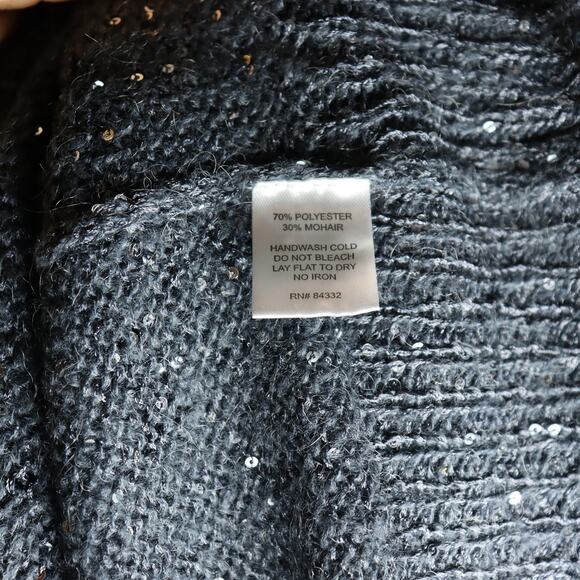 70% POLYESTER
30% MOHAIR
HANDWASH COLD
DO NOT BLEACH
LAY FLAT TO DRY
NO IRON
RN# 84332